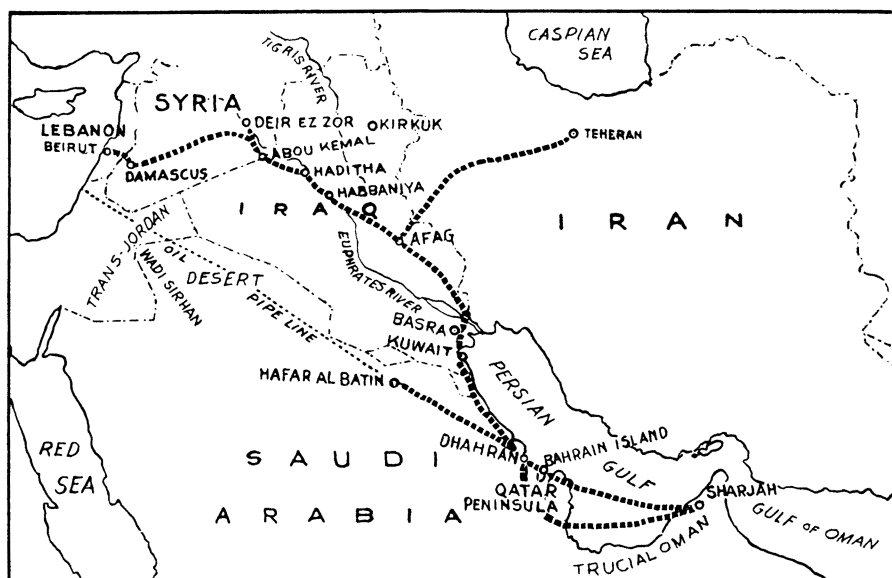 CASPIAN
SEA
TIGRIS RIVER
SYRIA
DEIR EZ ZOR
KIRKUK
TEHERAN
LEBANON
BEIRUT
ABOU KEMAL
DAMASCUS
HADITHA
HABBANIYA
IRAQ
IRAN
AFAG
TRANS-JORDAN
OIL
WADI SIRHAN
DESERT
EUPHRATES RIVER
PIPE LINE
BASRA
KUWAIT
HAFAR AL BATIN
PERSIAN
GULF
RED
SEA
SAUDI
ARABIA
DHAHRAN
BAHRAIN ISLAND
QATAR
PENINSULA
SHARJAH
GULF OF OMAN
TRUCIAL OMAN